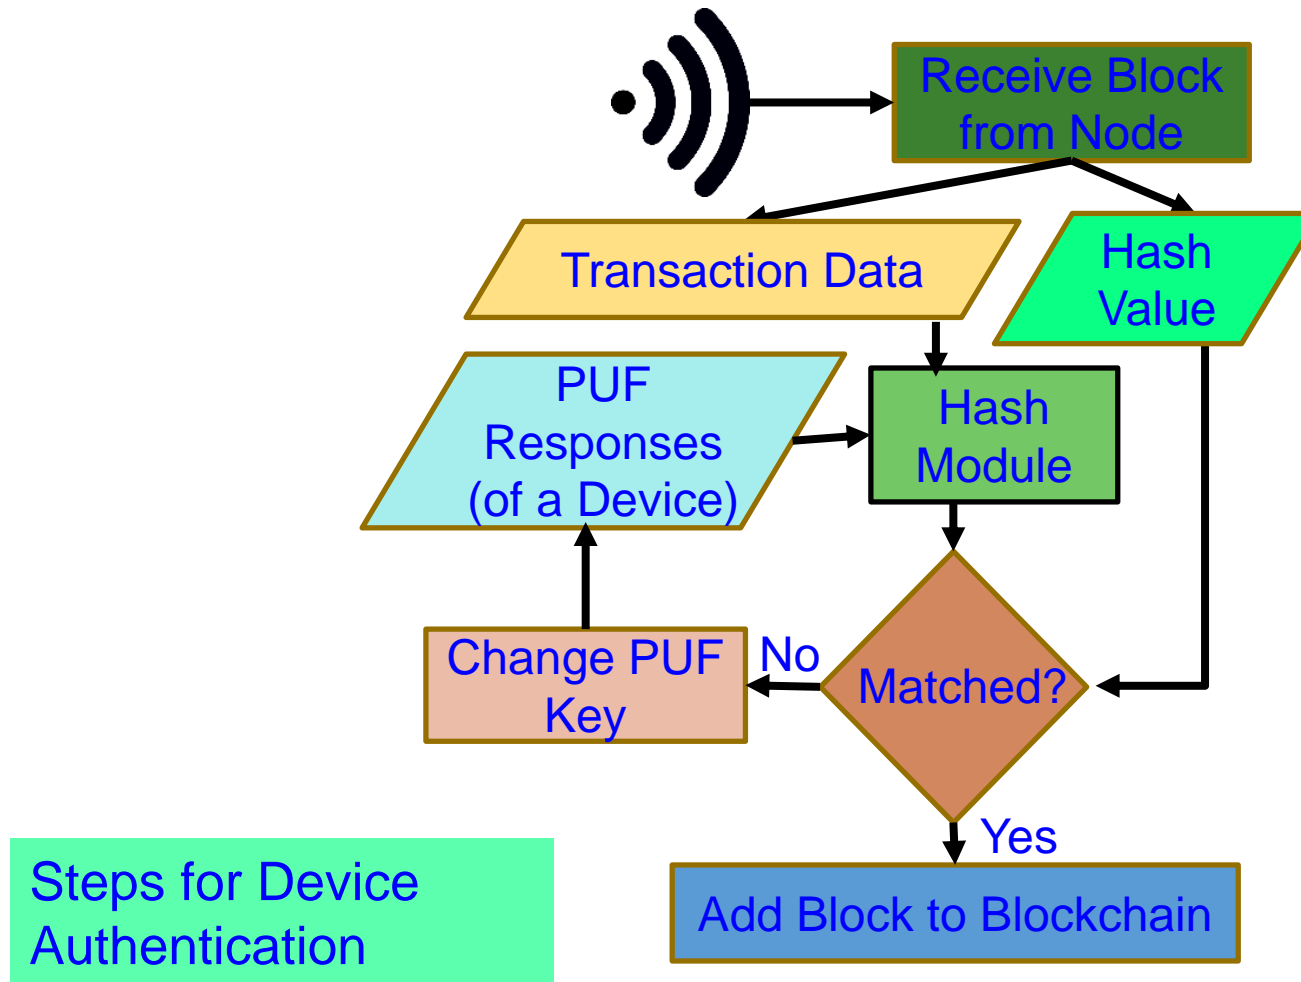 Receive Block
from Node
Transaction Data
Hash
Value
PUF
Responses
(of a Device)
Hash
Module
Change PUF
Key
No
Matched?
Yes
Add Block to Blockchain
Steps for Device
Authentication